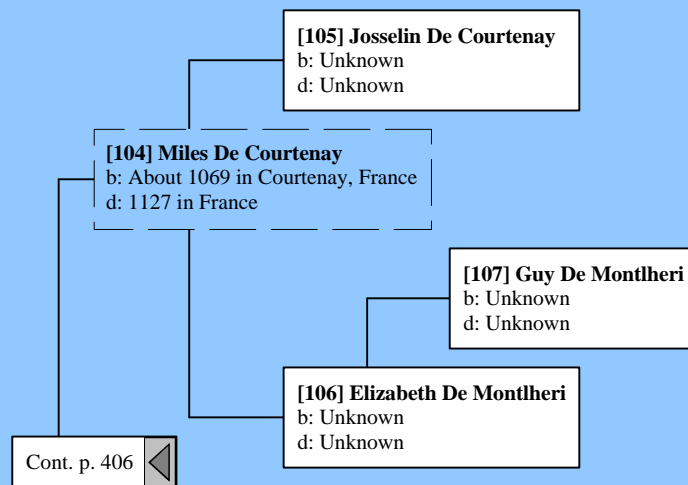 [105] Josselin De Courtenay
b: Unknown
d: Unknown
[104] Miles De Courtenay
b: About 1069 in Courtenay, France
d: 1127 in France
[107] Guy De Montlheri
b: Unknown
d: Unknown
[106] Elizabeth De Montlheri
b: Unknown
d: Unknown
Cont. p. 406